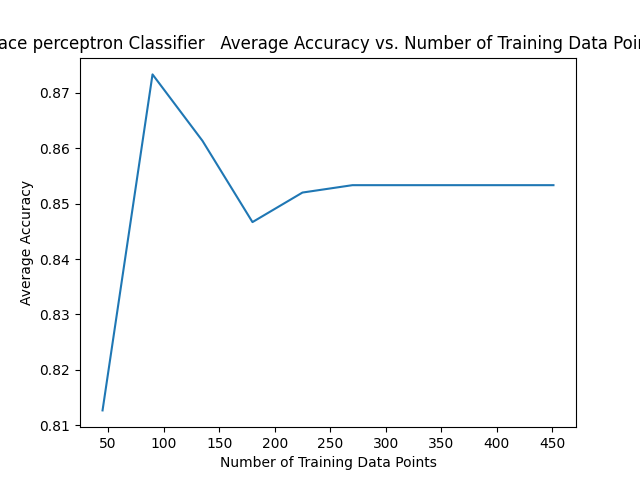 ace perceptron Classifier Average Accuracy vs. Number of Training Data Poi
0.87
0.86
0.85
0.84
0.83
0.82
0.81
Average Accuracy
50 100 150 200 250 300 350 400 450
Number of Training Data Points